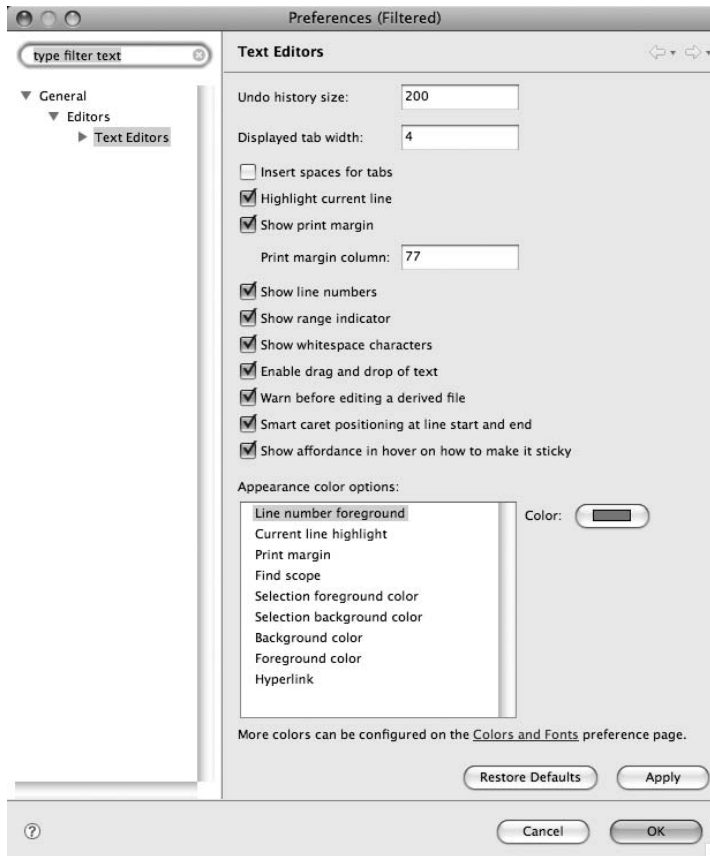 Preferences (Filtered)
type filter text
General
Editors
Text Editors
Text Editors
Undo history size: 200
Displayed tab width: 4
Insert spaces for tabs
Highlight current line
Show print margin
Print margin column: 77
Show line numbers
Show range indicator
Show whitespace characters
Enable drag and drop of text
Warn before editing a derived file
Smart caret positioning at line start and end
Show affordance in hover on how to make it sticky
Appearance color options:
Line number foreground
Current line highlight
Print margin
Find scope
Selection foreground color
Selection background color
Background color
Foreground color
Hyperlink
Color:
More colors can be configured on the Colors and Fonts preference page.
Restore Defaults Apply
? Cancel OK